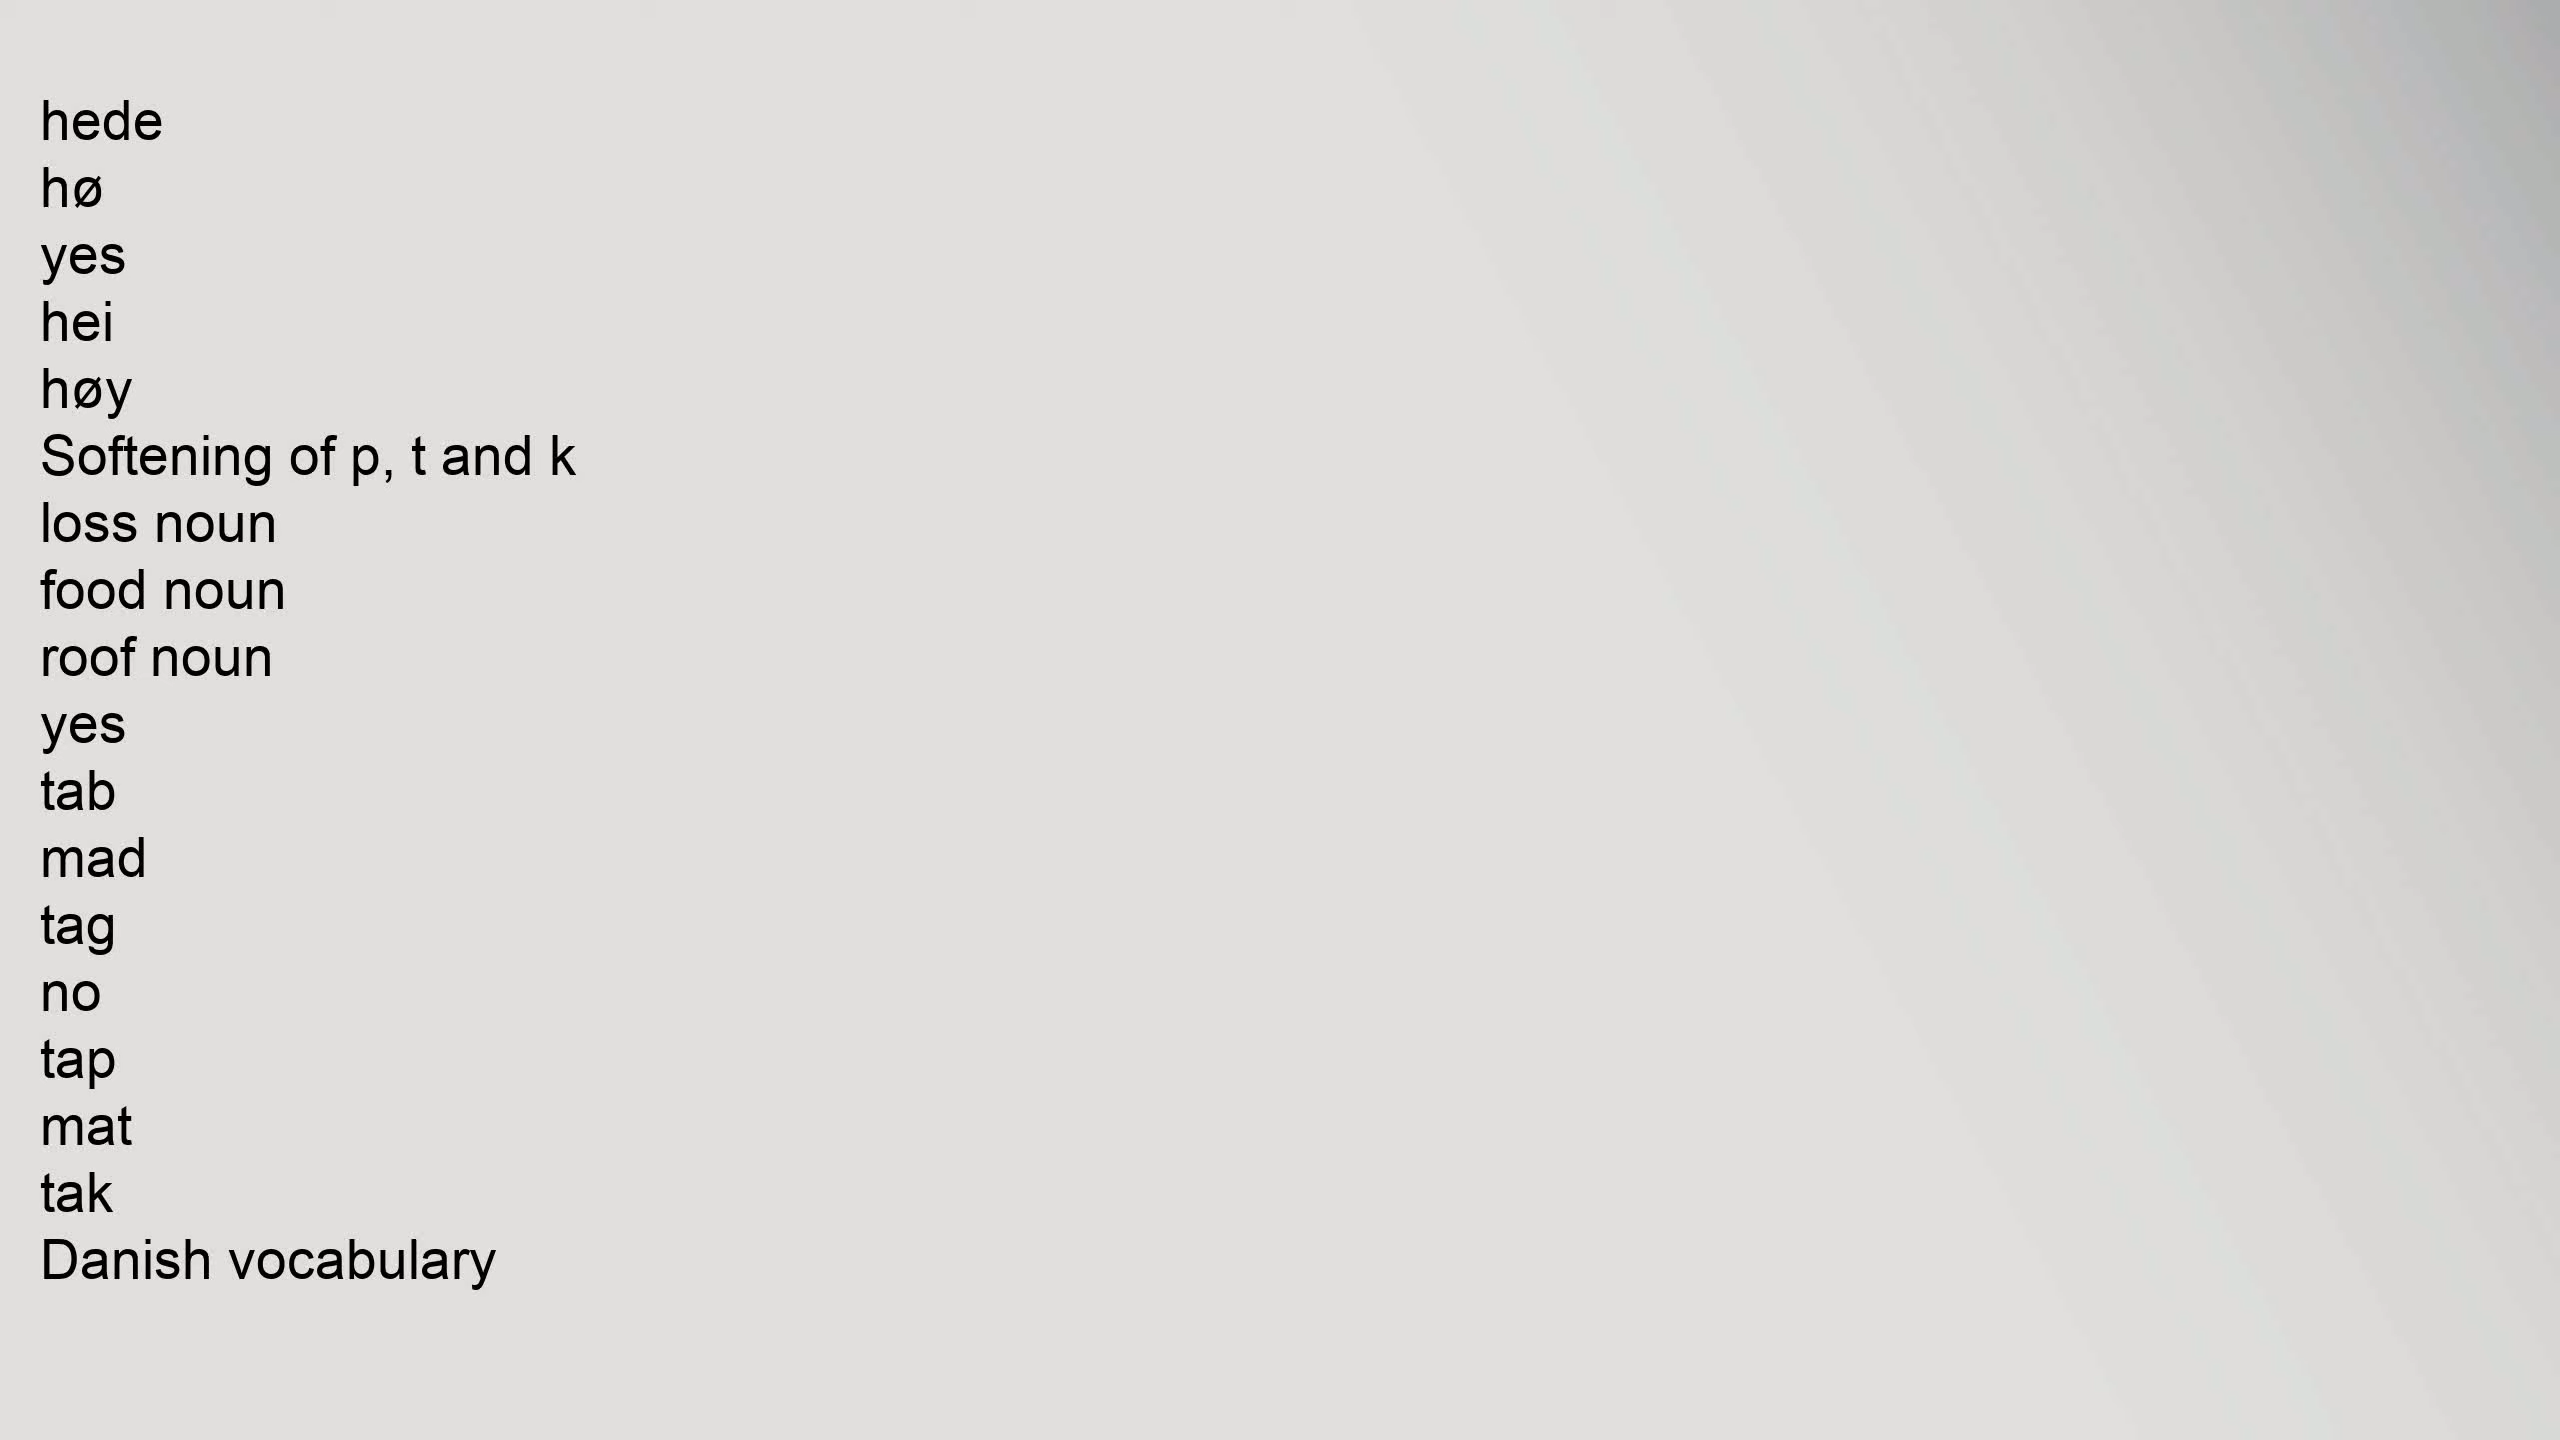 hede
hø
yes
hei
høy
Softening of p, t and k
loss noun
food noun
roof noun
yes
tab
mad
tag
no
tap
mat
tak
Danish vocabulary